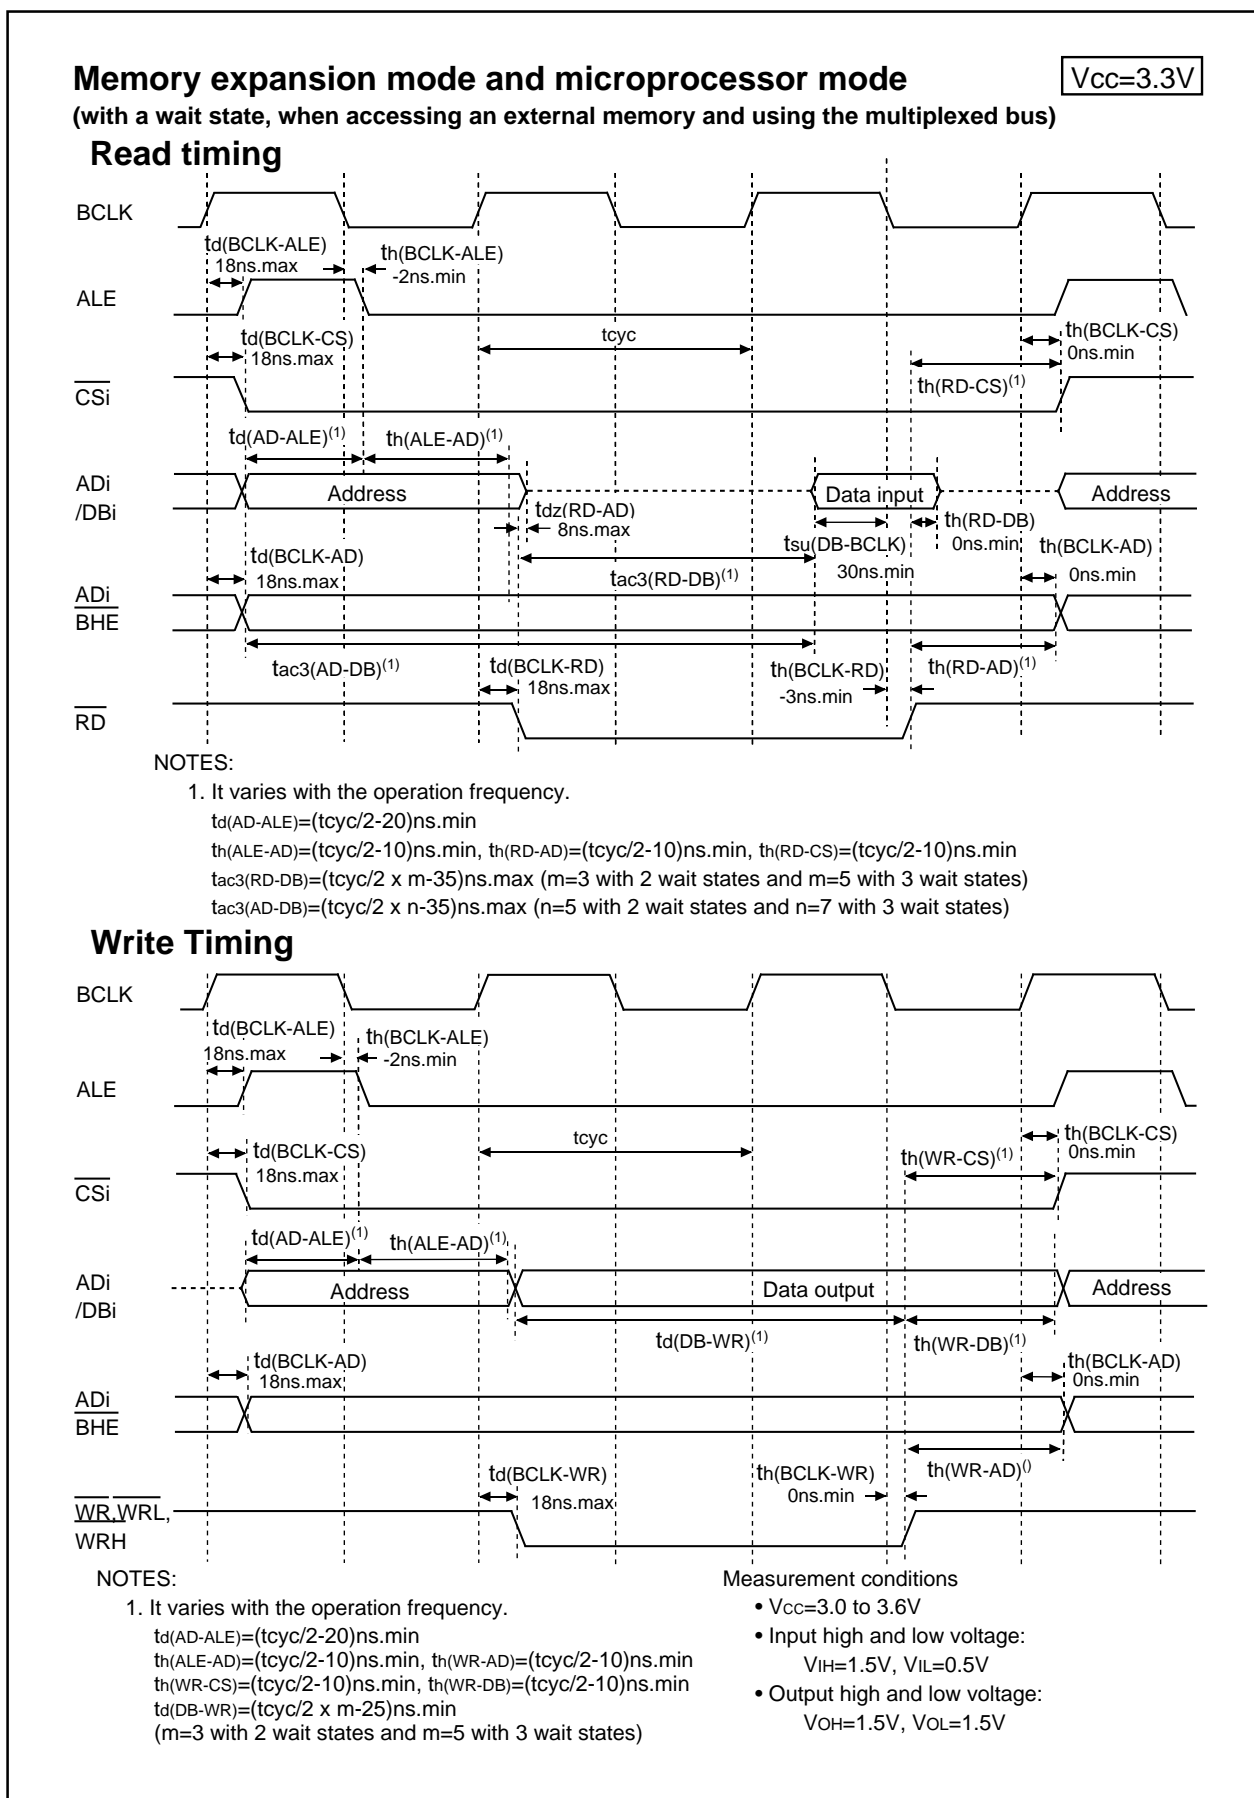 Memory expansion mode and microprocessor mode
Vcc=3.3V
(with a wait state, when accessing an external memory and using the multiplexed bus)
Read timing
BCLK
td(BCLK-ALE)
18ns.max
th(BCLK-ALE)
-2ns.min
ALE
td(BCLK-CS)
18ns.max
tcyc
th(BCLK-CS)
0ns.min
th(RD-CS)(1)
CSi
td(AD-ALE)(1)
th(ALE-AD)(1)
ADi
/DBi
Address
Data input
Address
tdz(RD-AD)
8ns.max
th(RD-DB)
0ns.min
tsu(DB-BCLK)
30ns.min
td(BCLK-AD)
18ns.max
tac3(RD-DB)(1)
th(BCLK-AD)
0ns.min
ADi
BHE
tac3(AD-DB)(1)
td(BCLK-RD)
18ns.max
th(BCLK-RD)
-3ns.min
th(RD-AD)(1)
RD
NOTES:
1. It varies with the operation frequency.
td(AD-ALE)=(tcyc/2-20)ns.min
th(ALE-AD)=(tcyc/2-10)ns.min, th(RD-AD)=(tcyc/2-10)ns.min, th(RD-CS)=(tcyc/2-10)ns.min
tac3(RD-DB)=(tcyc/2 x m-35)ns.max (m=3 with 2 wait states and m=5 with 3 wait states)
tac3(AD-DB)=(tcyc/2 x n-35)ns.max (n=5 with 2 wait states and n=7 with 3 wait states)
Write Timing
BCLK
td(BCLK-ALE)
18ns.max
th(BCLK-ALE)
-2ns.min
ALE
td(BCLK-CS)
18ns.max
tcyc
th(BCLK-CS)
0ns.min
th(WR-CS)(1)
CSi
td(AD-ALE)(1)
th(ALE-AD)(1)
ADi
/DBi
Address
Data output
Address
td(DB-WR)(1)
th(WR-DB)(1)
td(BCLK-AD)
18ns.max
th(BCLK-AD)
0ns.min
ADi
BHE
td(BCLK-WR)
18ns.max
th(BCLK-WR)
0ns.min
th(WR-AD)()
WR,WRL,
WRH
NOTES:
1. It varies with the operation frequency.
td(AD-ALE)=(tcyc/2-20)ns.min
th(ALE-AD)=(tcyc/2-10)ns.min, th(WR-AD)=(tcyc/2-10)ns.min
th(WR-CS)=(tcyc/2-10)ns.min, th(WR-DB)=(tcyc/2-10)ns.min
td(DB-WR)=(tcyc/2 x m-25)ns.min
(m=3 with 2 wait states and m=5 with 3 wait states)
Measurement conditions
• VCC=3.0 to 3.6V
• Input high and low voltage:
VIH=1.5V, VIL=0.5V
• Output high and low voltage:
VOH=1.5V, VOL=1.5V